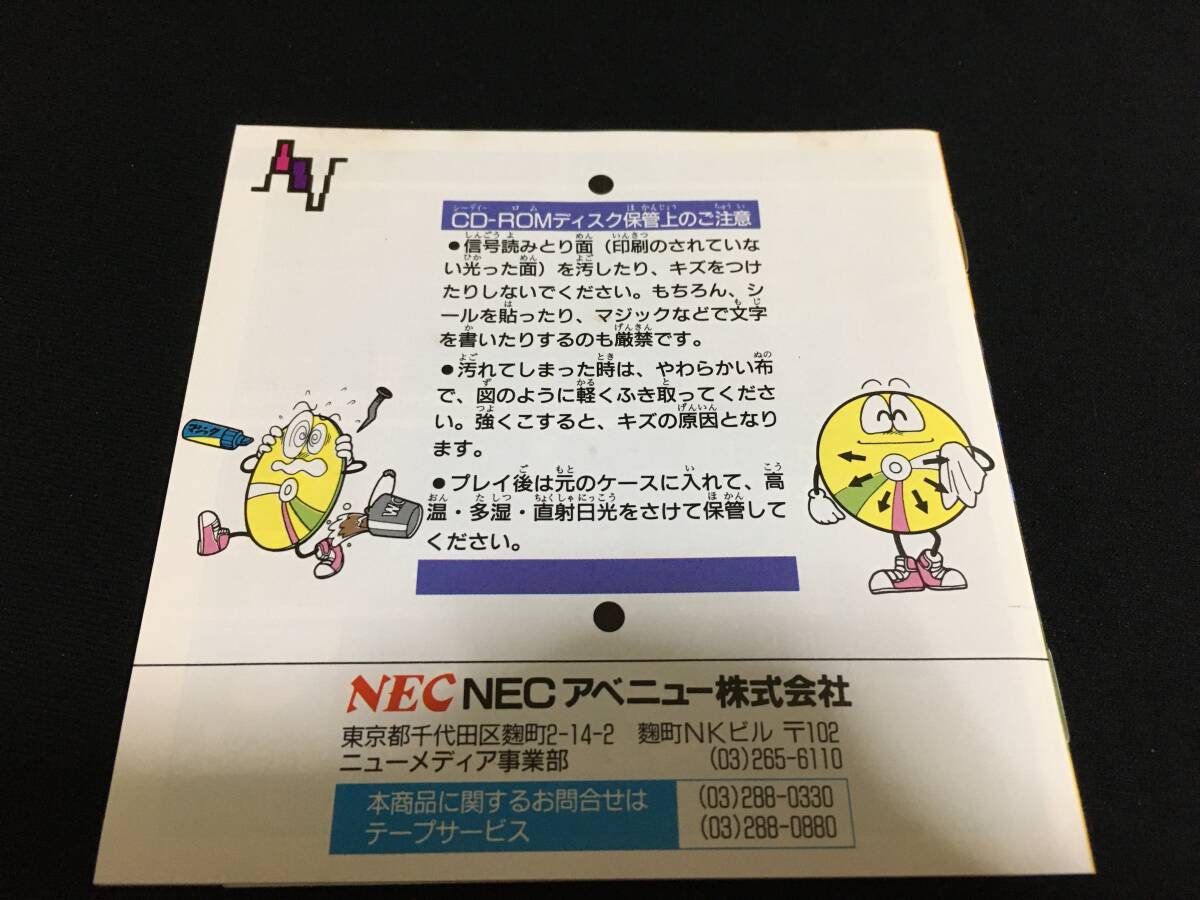 AV
CD-ROMディスク保管上のご注意
●信号読みとり面（印刷のされていな
い光った面）を汚したり、キズをつけ
たりしないでください。もちろん、シ
ールを貼ったり、マジックなどで文字
を書いたりするのも厳禁です。
●汚れてしまった時は、やわらかい布
で、図のように軽くふき取ってくださ
い。強くこすると、キズの原因となり
ます。
●プレイ後は元のケースに入れて、高
温・多湿・直射日光をさけて保管して
ください。
マジック
NEC NECアベニュー株式会社
東京都千代田区麴町2-14-2 麴町NKビル 〒102
ニューメディア事業部 (03)265-6110
本商品に関するお問合せは (03)288-0330
テープサービス (03)288-0880